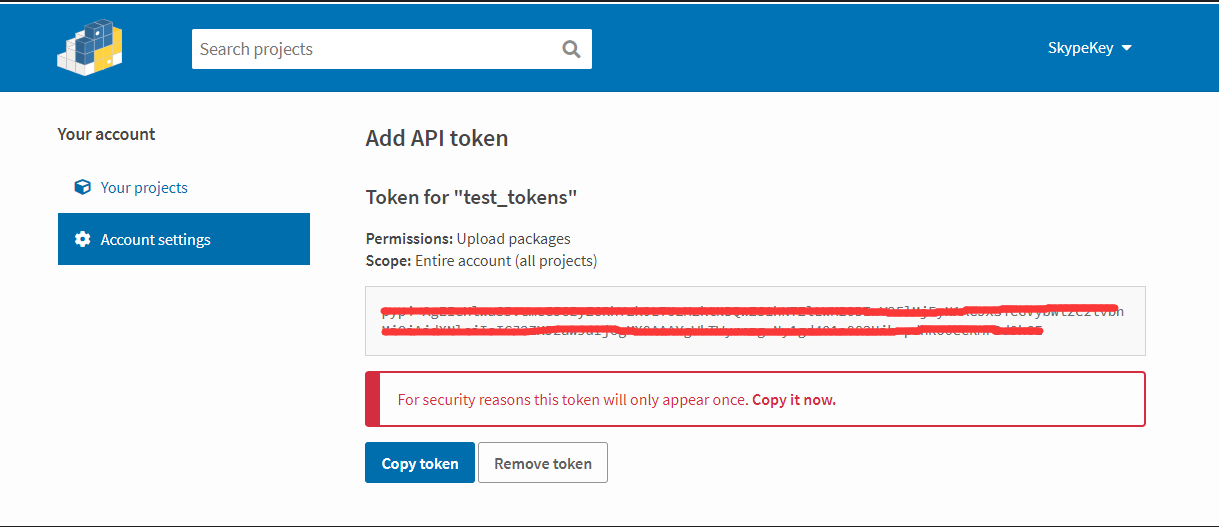 Search projects
SkypeKey
Your account
Add API token
Your projects
Token for "test_tokens"
Account settings
Permissions: Upload packages
Scope: Entire account (all projects)
For security reasons this token will only appear once. Copy it now.
Copy token
Remove token